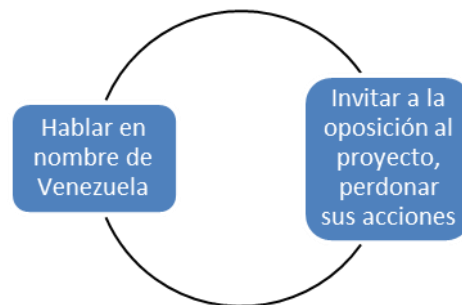 Hablar en
nombre de
Venezuela
Invitar a la
oposición al
proyecto,
perdonar
sus acciones